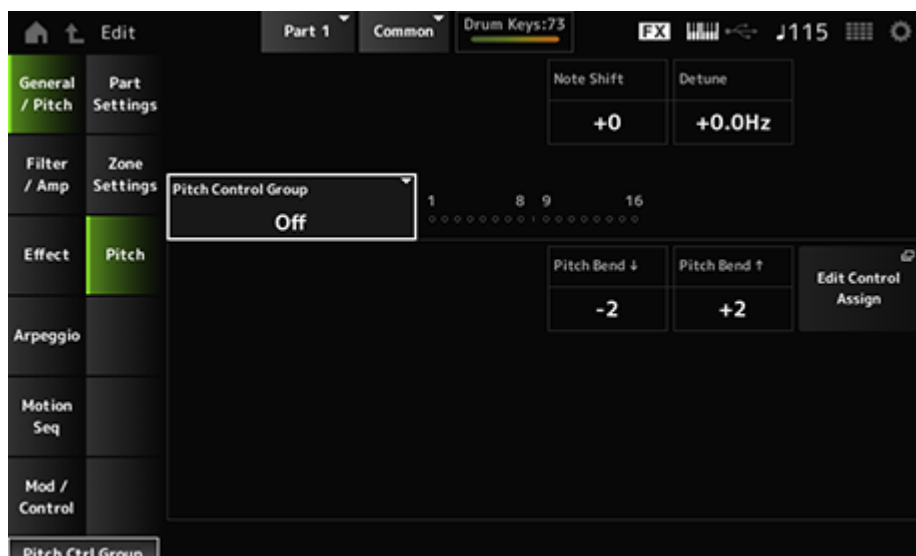 Edit
Part 1
Common
Drum Keys:73
FX
♩115
General
/ Pitch
Part
Settings
Note Shift
+0
Detune
+0.0Hz
Filter
/ Amp
Zone
Settings
Pitch Control Group
Off
1 8 9 16
Effect
Pitch
Pitch Bend ↓
-2
Pitch Bend ↑
+2
Edit Control
Assign
Arpeggio
Motion
Seq
Mod /
Control
Pitch Ctrl Group